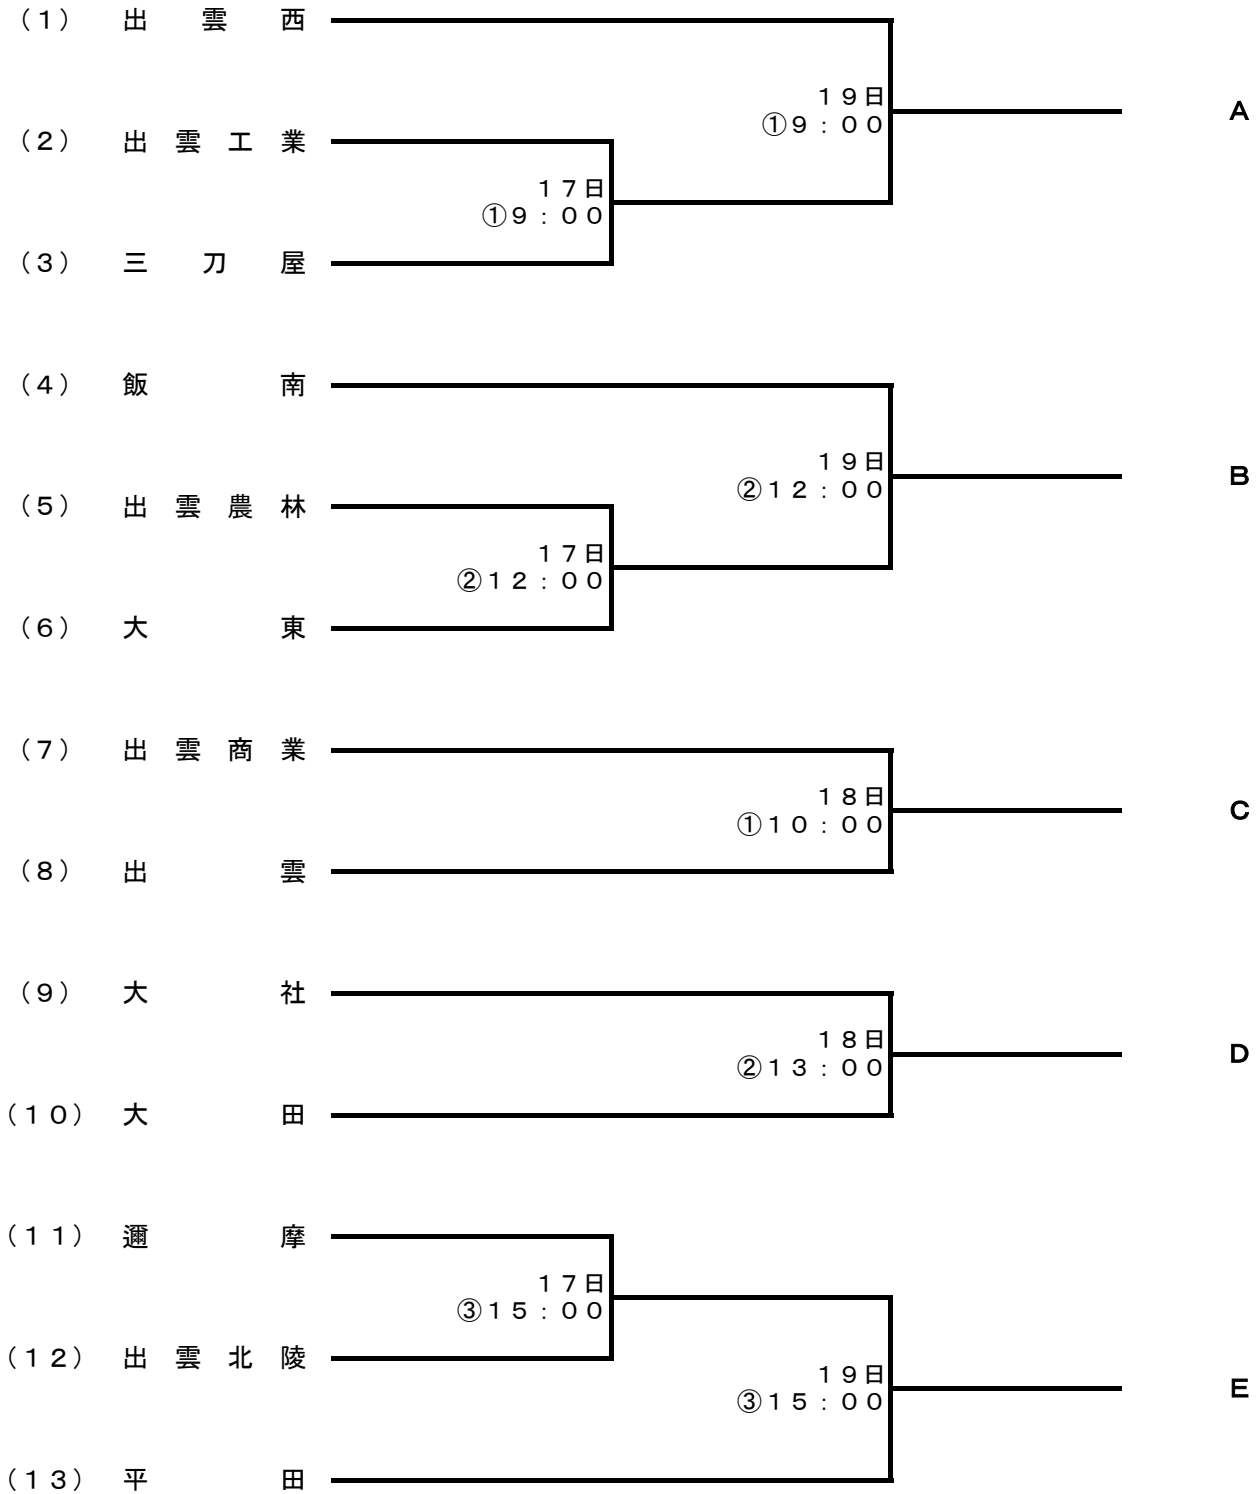 （１） 出雲西
１９日
①９：００
A
（２） 出雲工業
１７日
①９：００
（３） 三刀屋
（４） 飯南
１９日
②１２：００
B
（５） 出雲農林
１７日
②１２：００
（６） 大東
（７） 出雲商業
１８日
①１０：００
C
（８） 出雲
（９） 大社
１８日
②１３：００
D
（１０） 大田
（１１） 邇摩
１７日
③１５：００
（１２） 出雲北陵
１９日
③１５：００
E
（１３） 平田